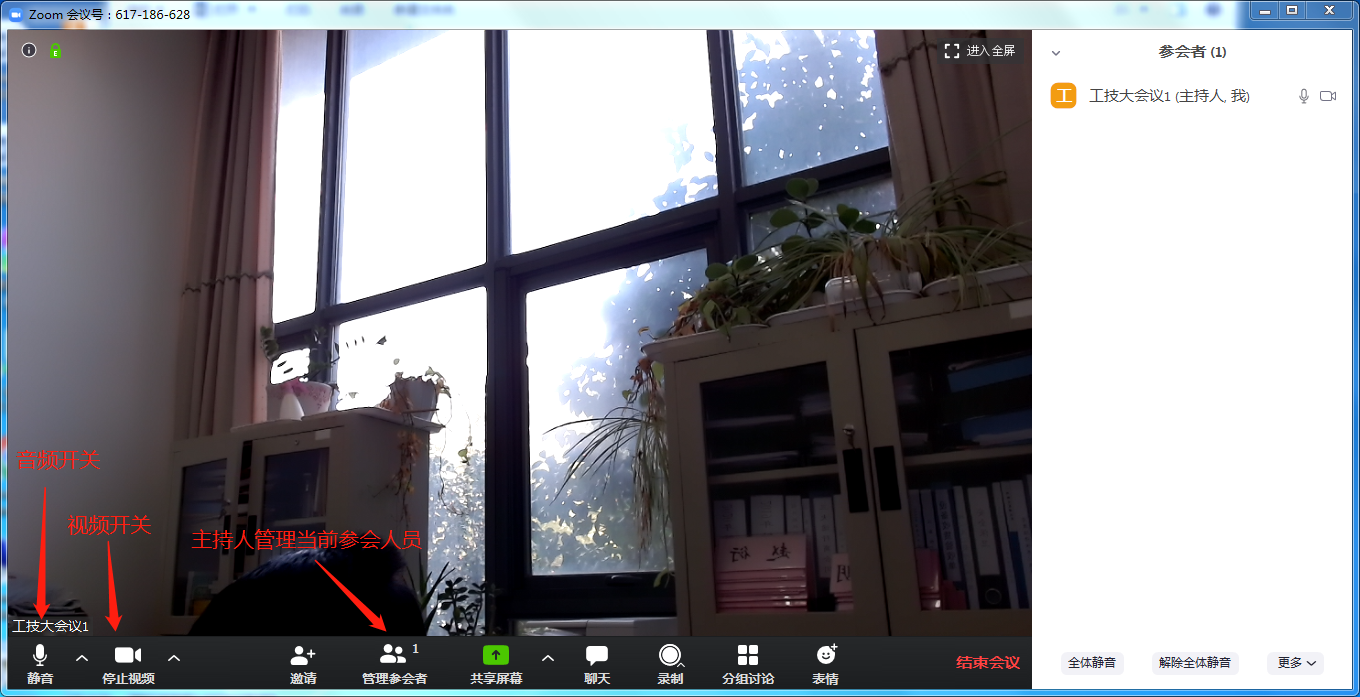 Zoom 会议号：617-186-628
进入全屏
参会者 (1)
工 工技大会议1 (主持人, 我)
音频开关
视频开关
主持人管理当前参会人员
工技大会议1
静音
停止视频
邀请
管理参会者 1
共享屏幕
聊天
录制
分组讨论
表情
结束会议
全体静音
解除全体静音
更多